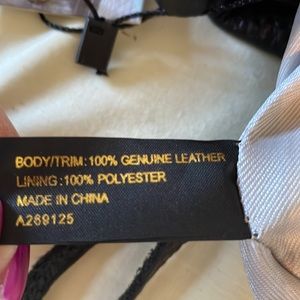 BODY/TRIM:100% GENUINE LEATHER
LINING:100% POLYESTER
MADE IN CHINA
A269125